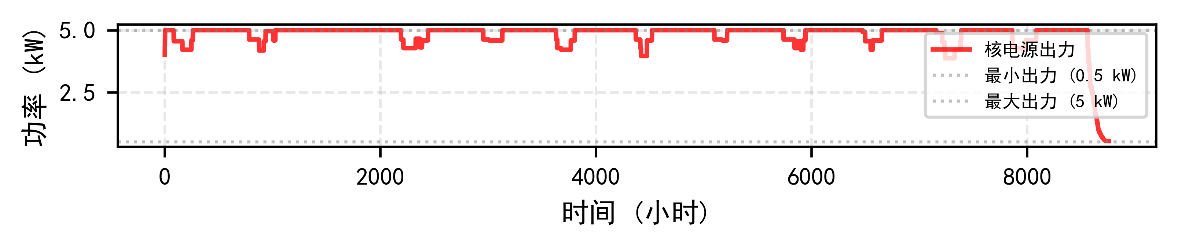 5.0
2.5
功率 (kW)
核电源出力
最小出力 (0.5 kW)
最大出力 (5 kW)
0 2000 4000 6000 8000
时间 (小时)